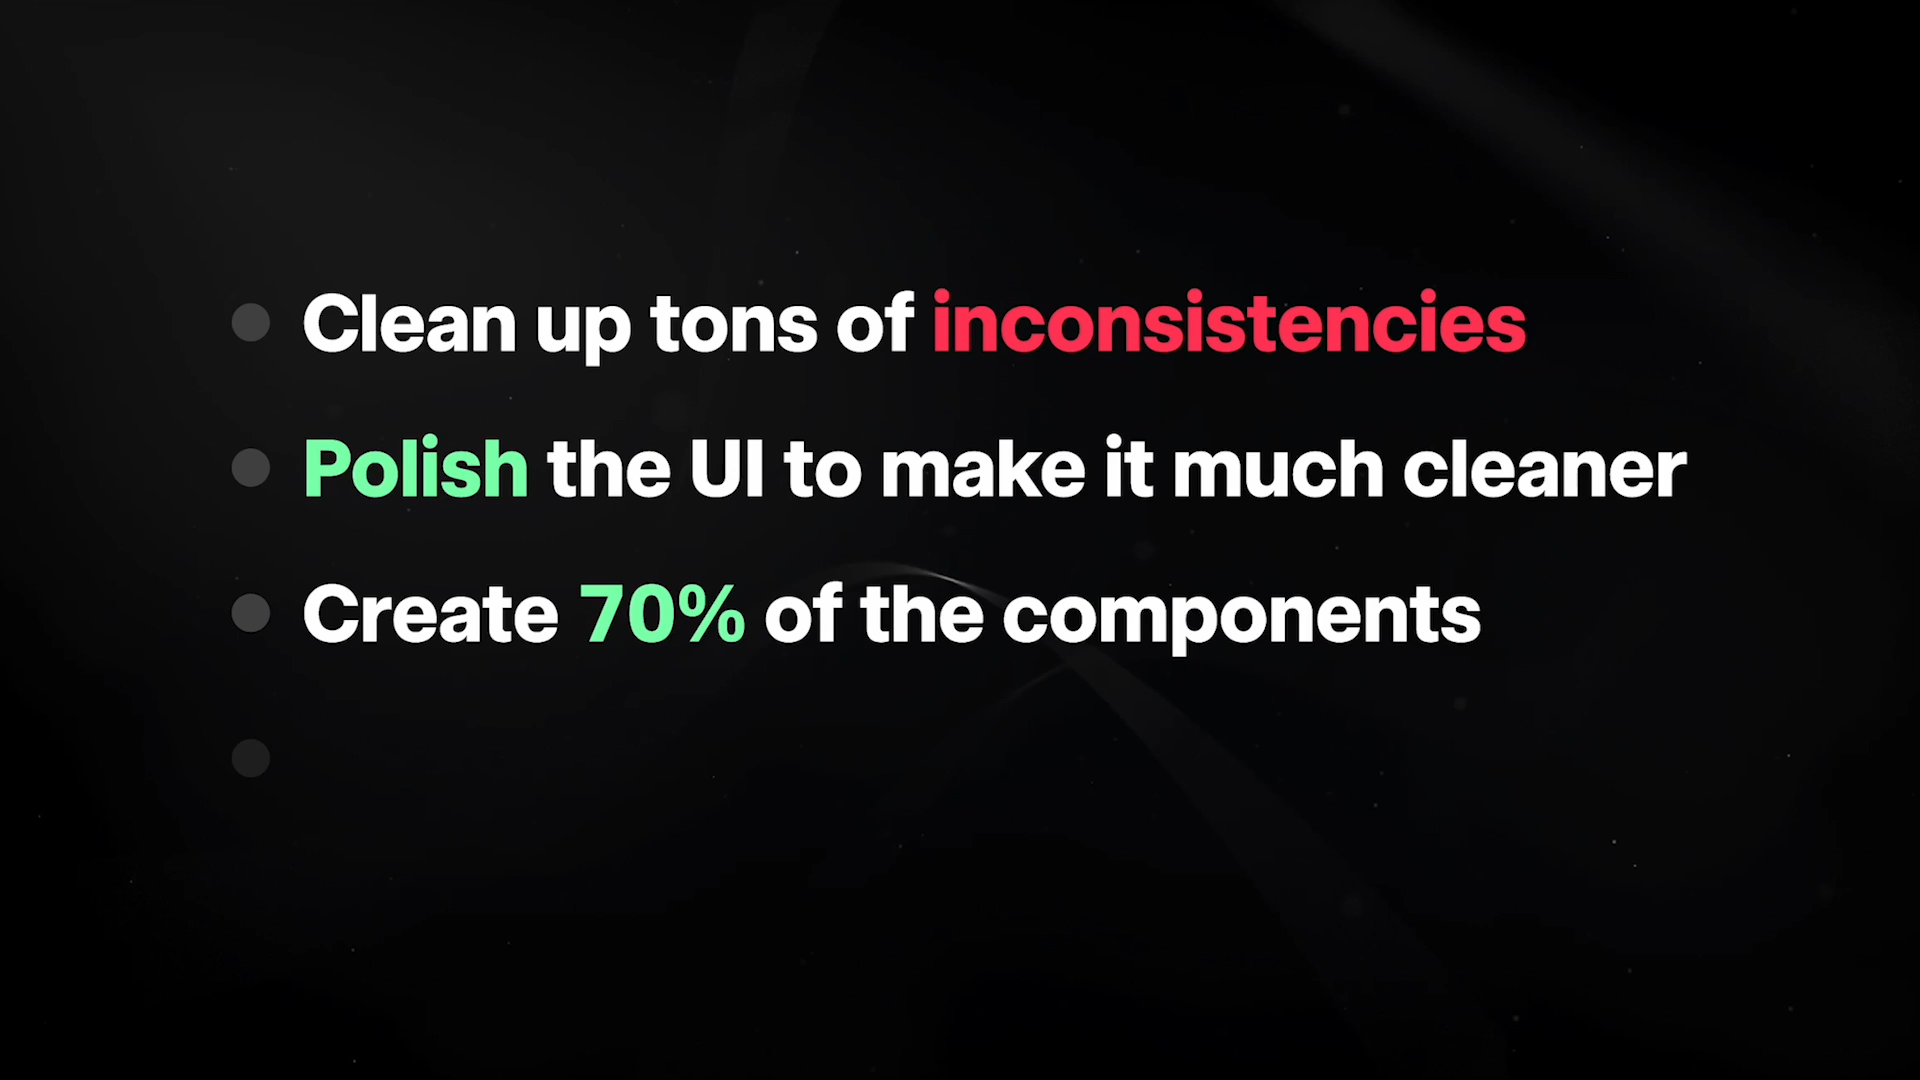 Clean up tons of inconsistencies
Polish the UI to make it much cleaner
Create 70% of the components